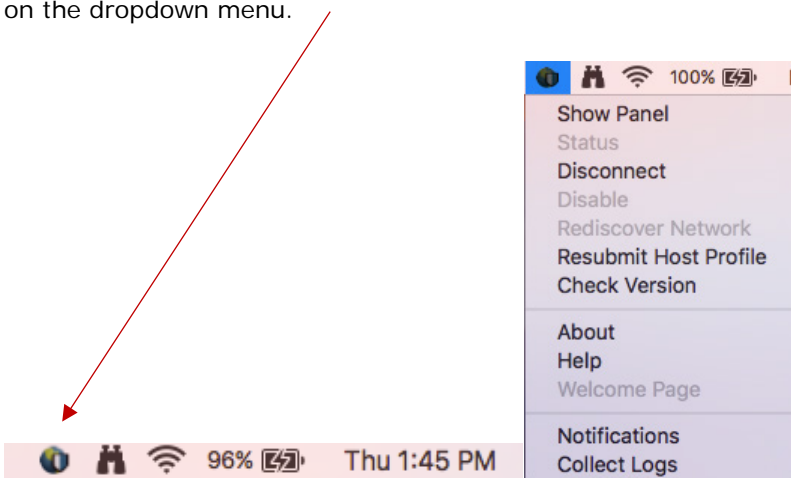 on the dropdown menu.
100%
Show Panel
Status
Disconnect
Disable
Rediscover Network
Resubmit Host Profile
Check Version
About
Help
Welcome Page
Notifications
Collect Logs
96% Thu 1:45 PM